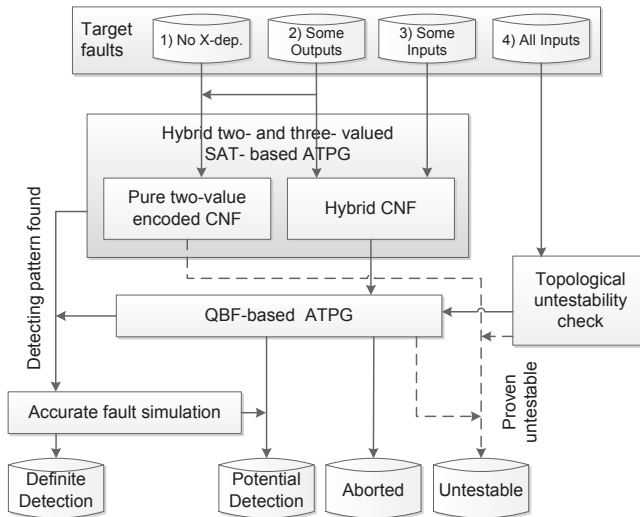 Target
faults
1) No X-dep.
2) Some
Outputs
3) Some
Inputs
4) All Inputs
Hybrid two- and three- valued
SAT- based ATPG
Pure two-value
encoded CNF
Hybrid CNF
Detecting pattern found
Topological
untestability
check
QBF-based ATPG
Proven
untestable
Accurate fault simulation
Definite
Detection
Potential
Detection
Aborted
Untestable